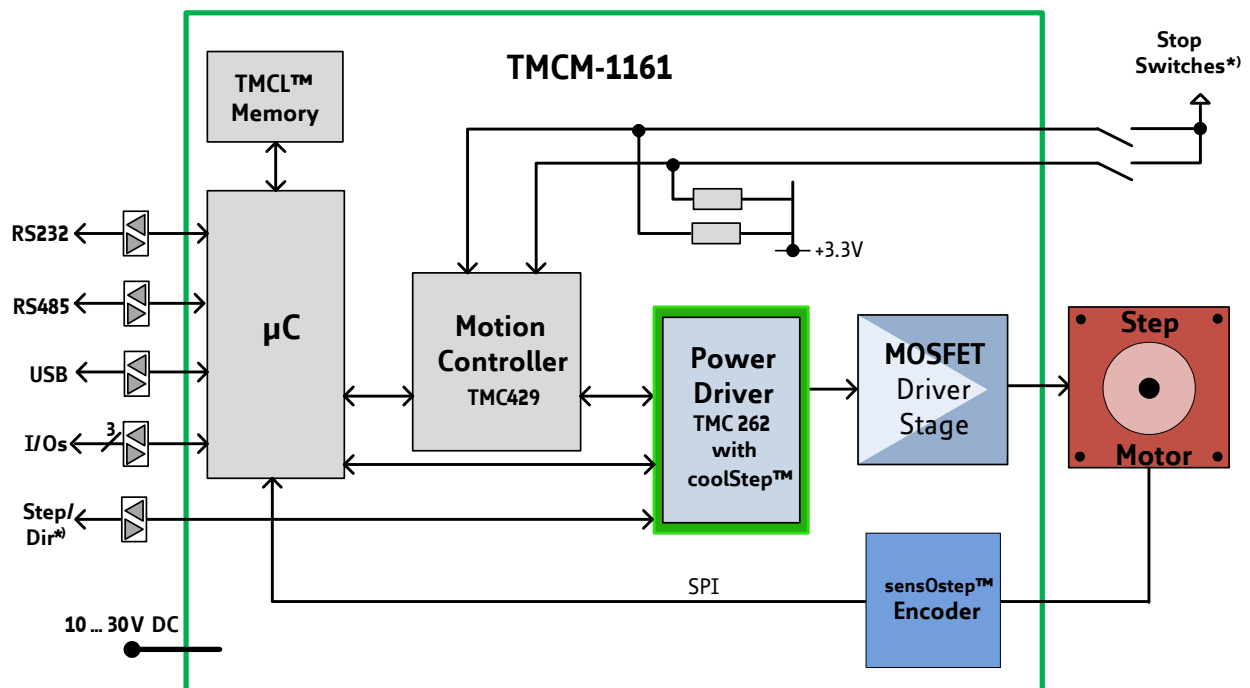 TMCM-1161
Stop
Switches*)
TMCL™
Memory
RS232
RS485
USB
I/Os
3
Step/
Dir*)
µC
Motion
Controller
TMC429
+3.3V
Power
Driver
TMC 262
with
coolStep™
MOSFET
Driver
Stage
Step
Motor
SPI
sensOstep™
Encoder
10 ... 30V DC